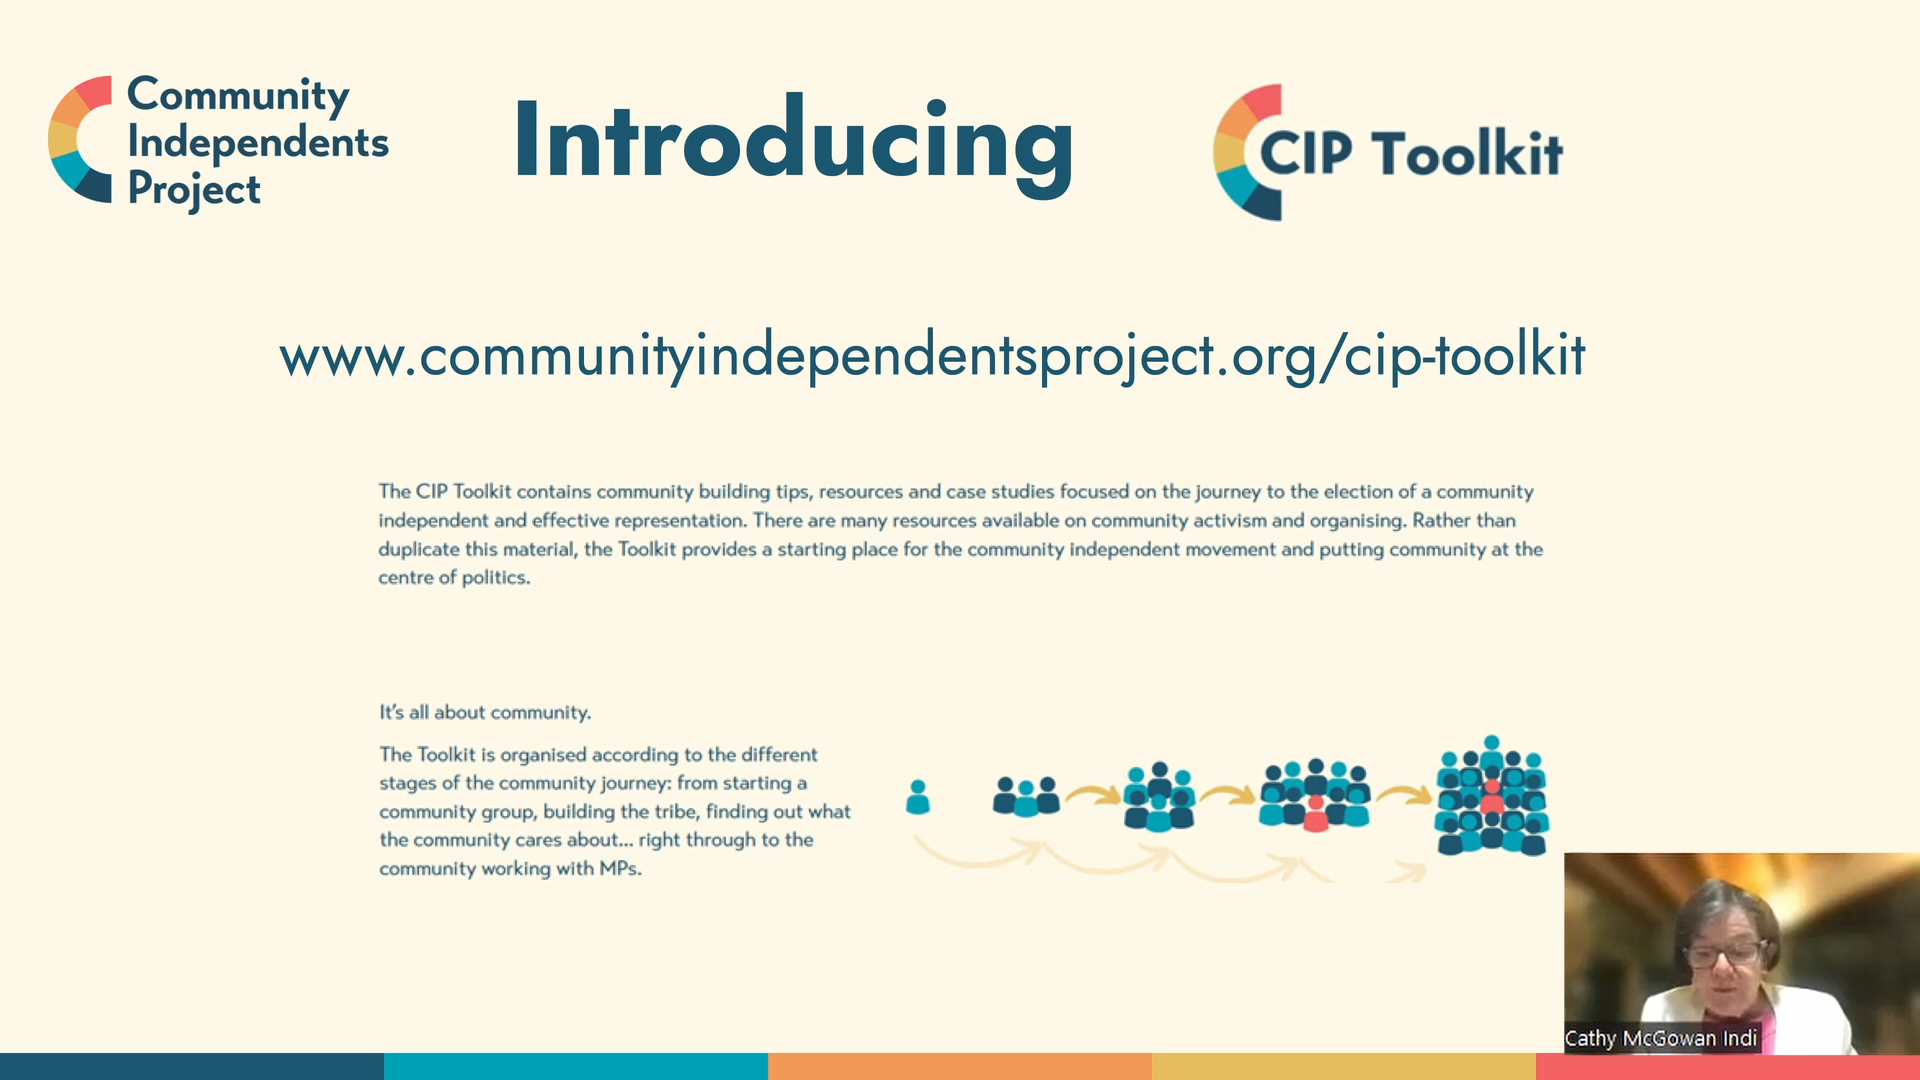 Community
Independents
Project
Introducing
CIP Toolkit
www.communityindependentsproject.org/cip-toolkit
The CIP Toolkit contains community building tips, resources and case studies focused on the journey to the election of a community
independent and effective representation. There are many resources available on community activism and organising. Rather than
duplicate this material, the Toolkit provides a starting place for the community independent movement and putting community at the
centre of politics.
It's all about community.
The Toolkit is organised according to the different
stages of the community journey: from starting a
community group, building the tribe, finding out what
the community cares about... right through to the
community working with MPs.
Cathy McGowan Indi